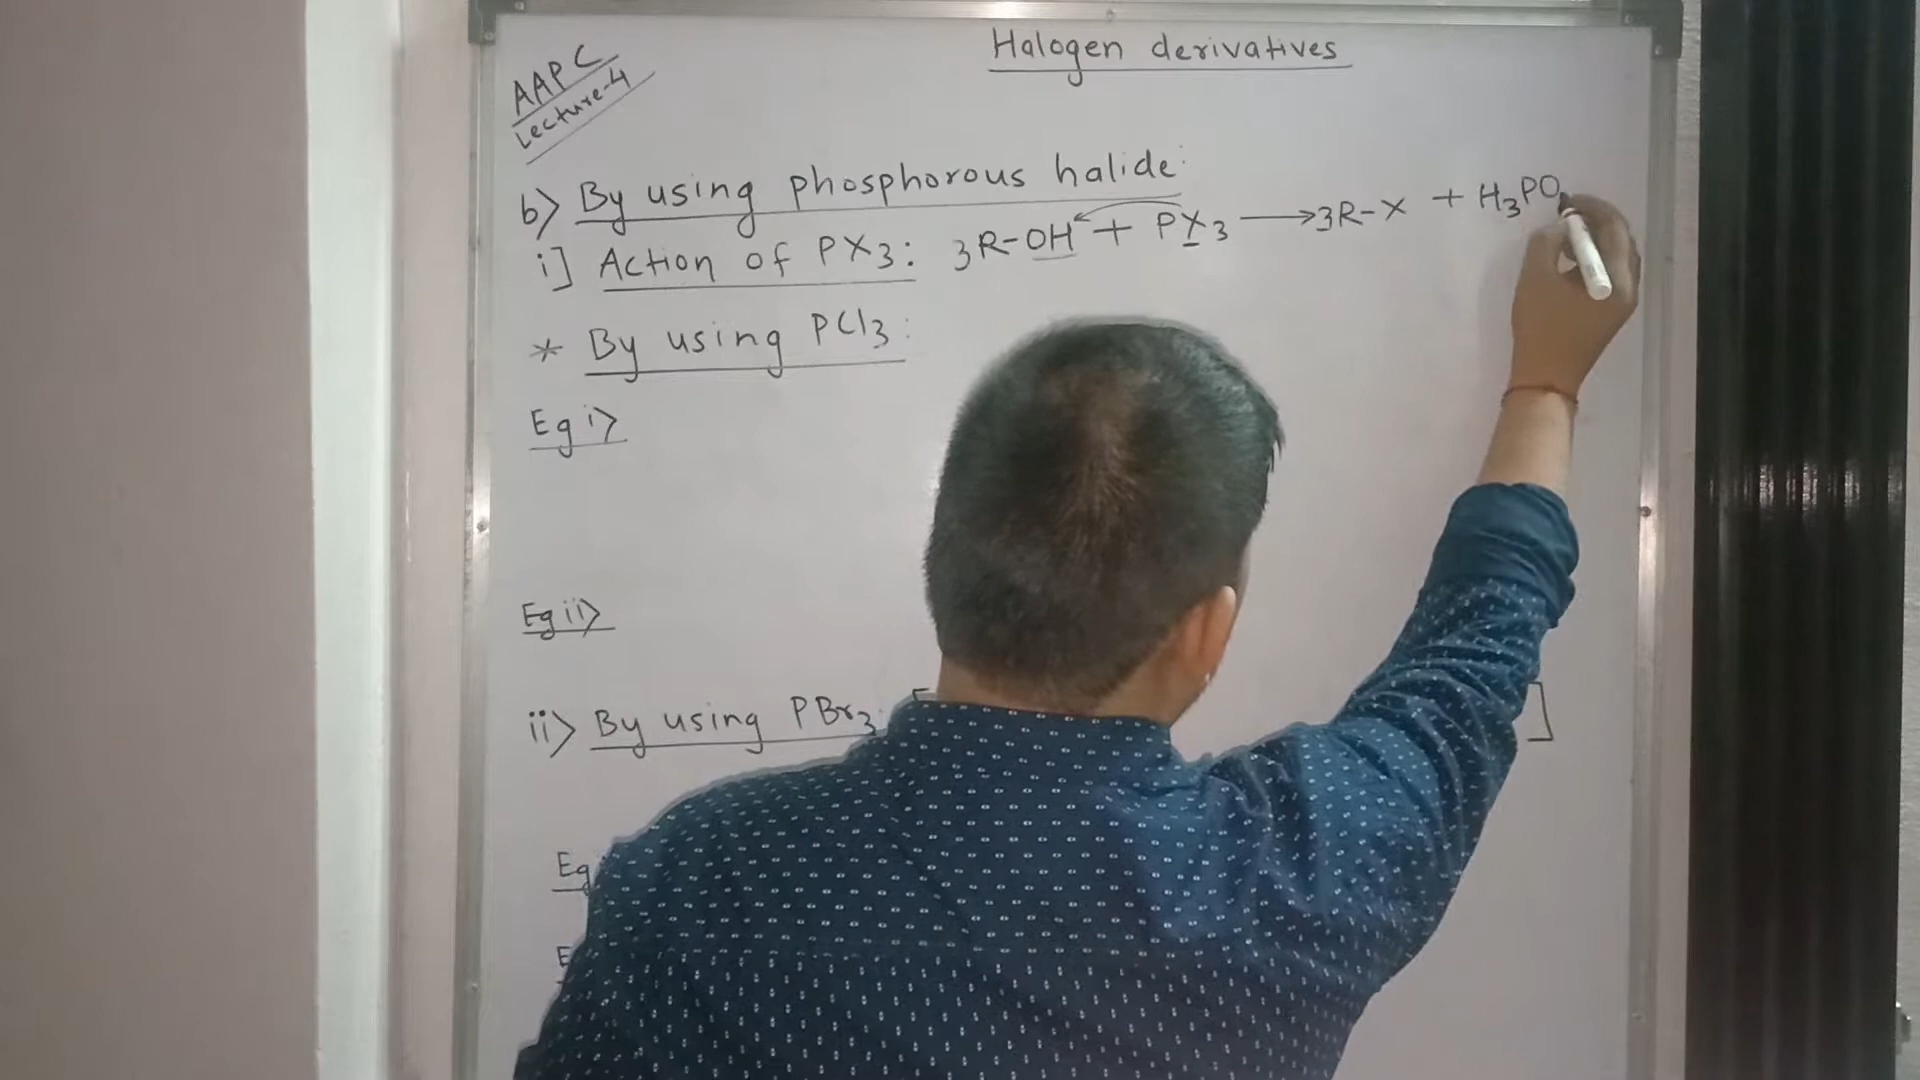 Halogen derivatives
AAPC
Lecture-4
b) By using phosphorous halide:
i] Action of PX3: 3R-OH + PX3 ⟶ 3R-X + H3PO
* By using PCl3:
Eg i>
Eg ii>
ii> By using PBr3: [ ]
Eg
E